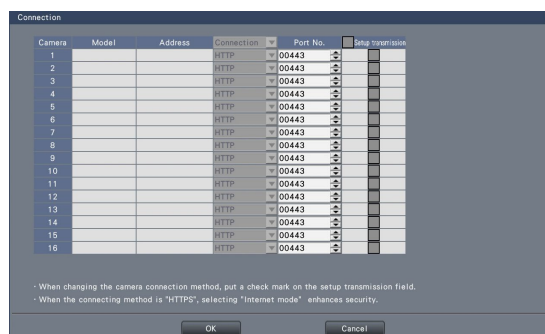 Connection
Camera Model Address Connection Port No. Setup transmission
1 HTTP 00443
2 HTTP 00443
3 HTTP 00443
4 HTTP 00443
5 HTTP 00443
6 HTTP 00443
7 HTTP 00443
8 HTTP 00443
9 HTTP 00443
10 HTTP 00443
11 HTTP 00443
12 HTTP 00443
13 HTTP 00443
14 HTTP 00443
15 HTTP 00443
16 HTTP 00443
· When changing the camera connection method, put a check mark on the setup transmission field.
· When the connecting method is "HTTPS", selecting "Internet mode" enhances security.
OK Cancel